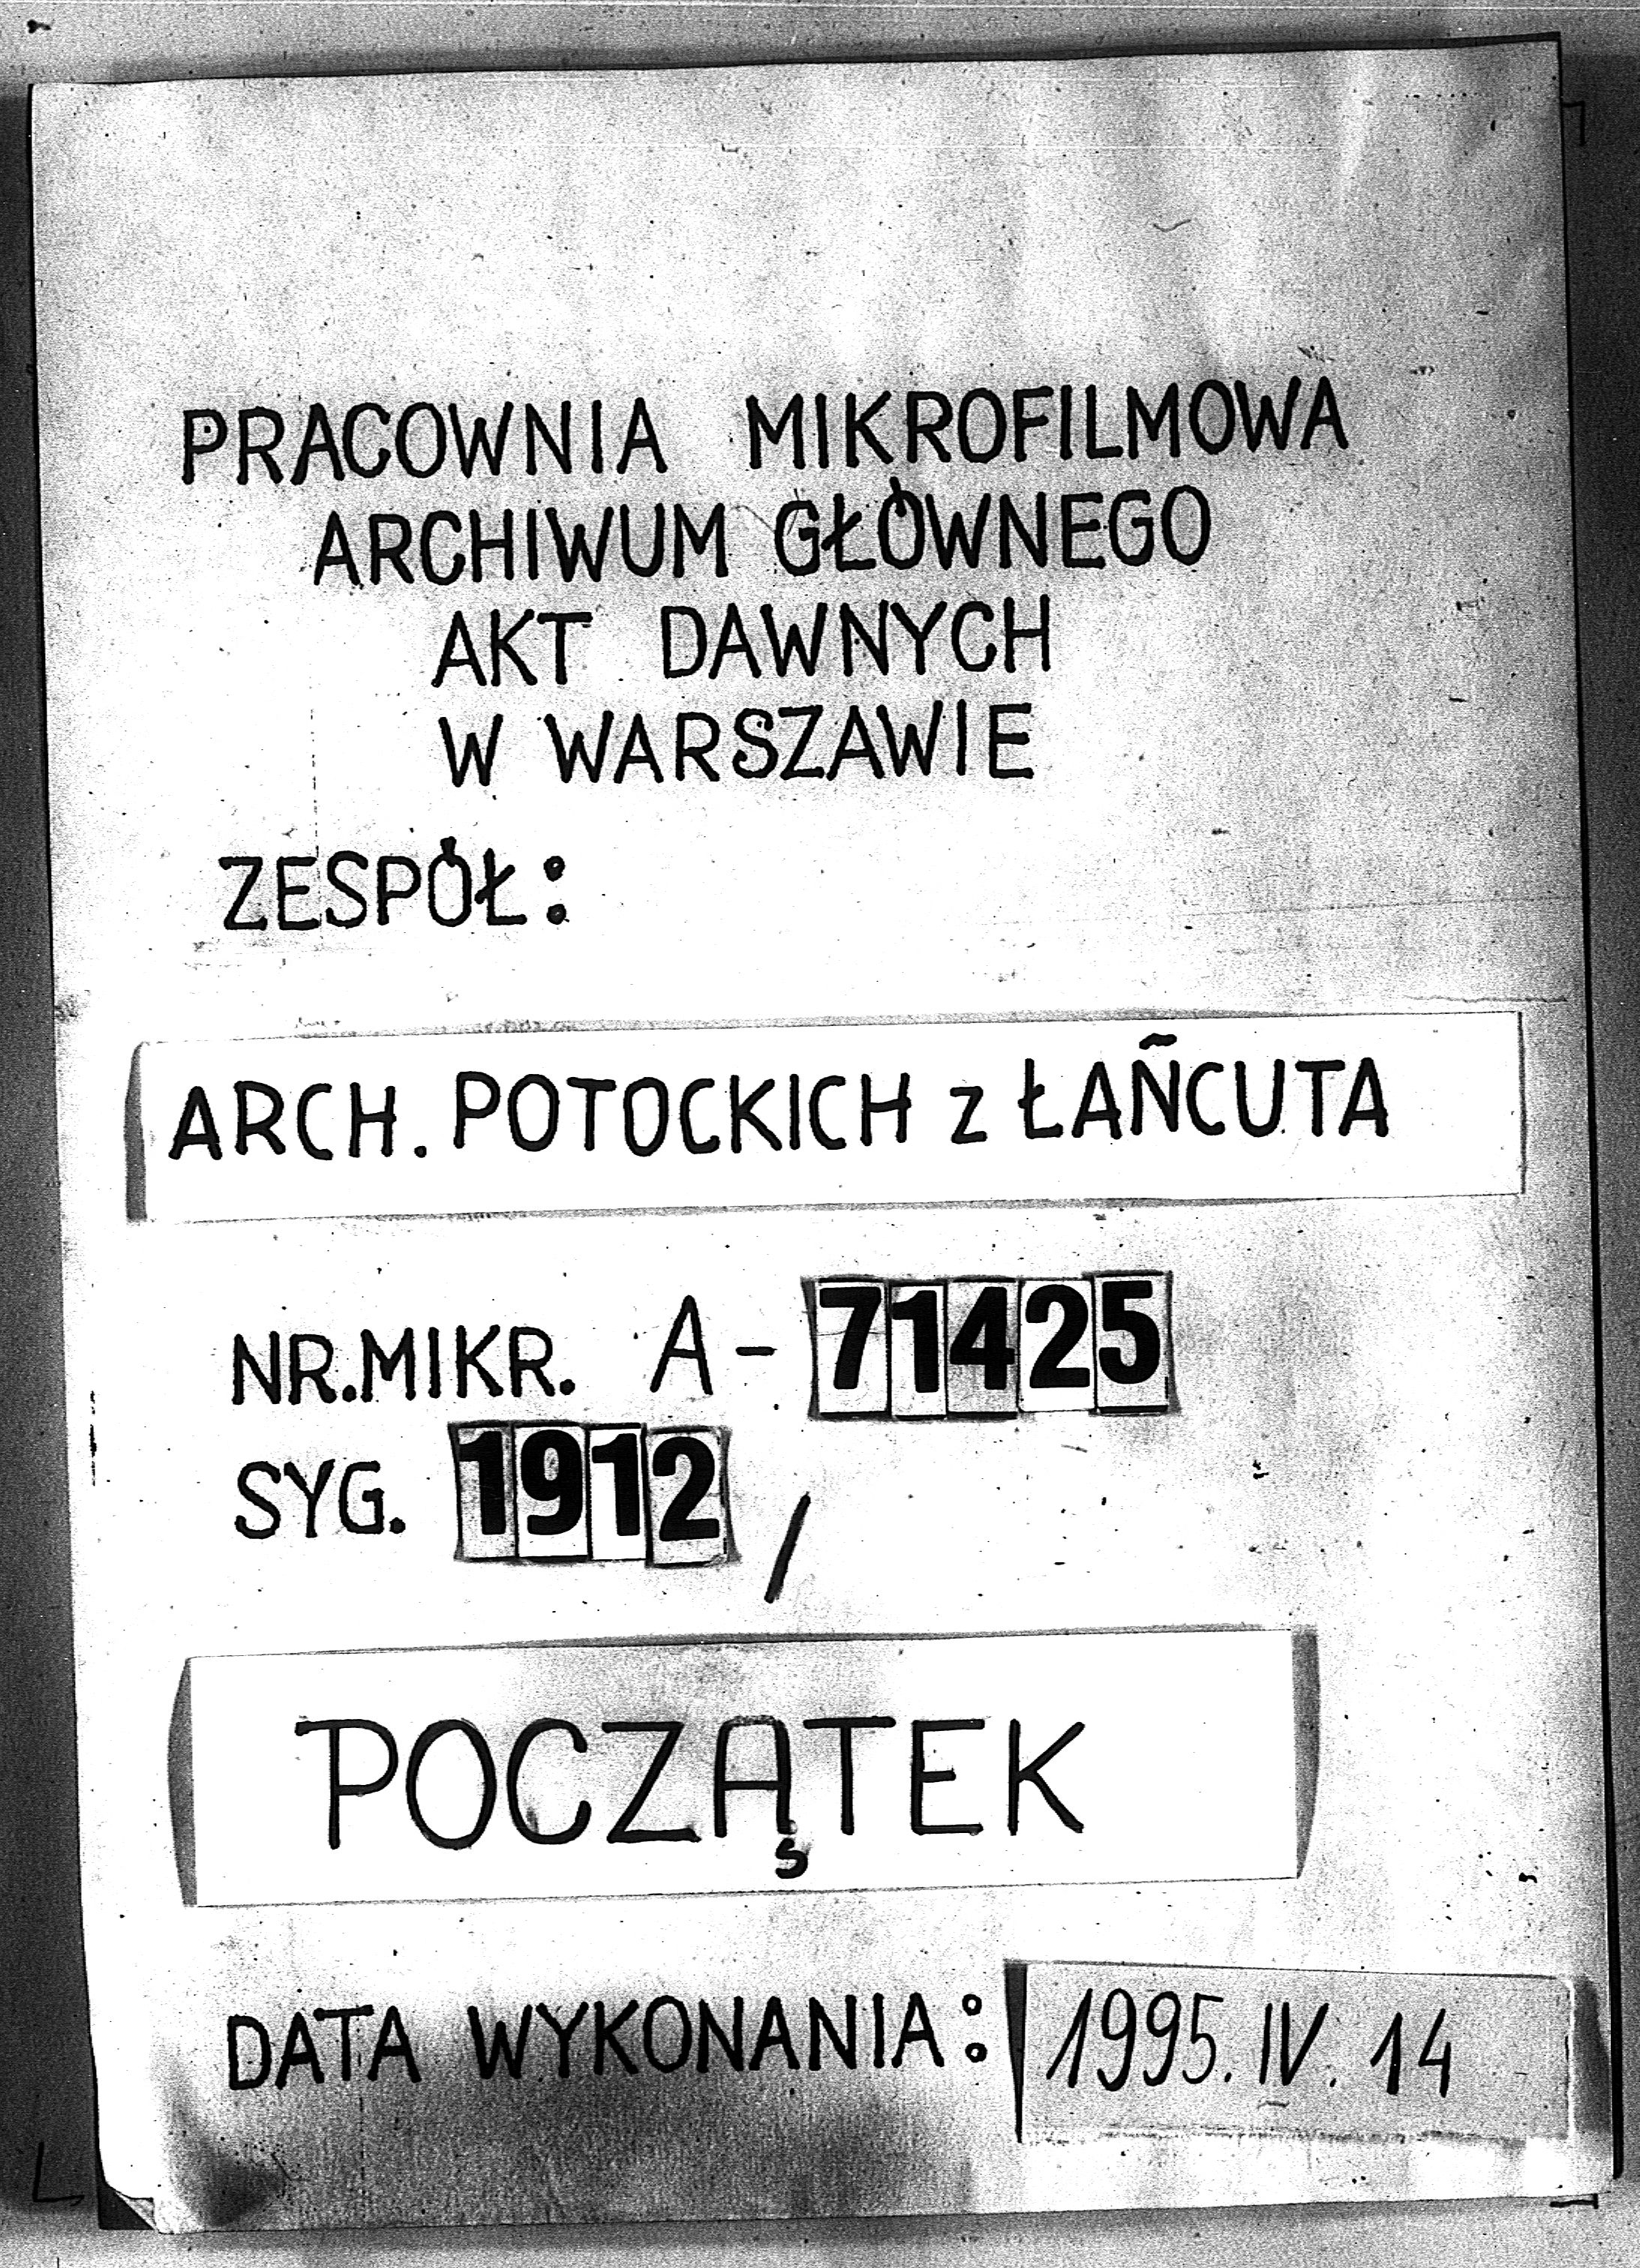 PRACOWNIA MIKROFILMOWA
ARCHIWUM GŁÓWNEGO
AKT DAWNYCH
W WARSZAWIE
ZESPÓŁ:
ARCH. POTOCKICH z ŁAŃCUTA
NR.MIKR. A-71425
SYG. 1912/
POCZĄTEK
DATA WYKONANIA: 1995.IV.14